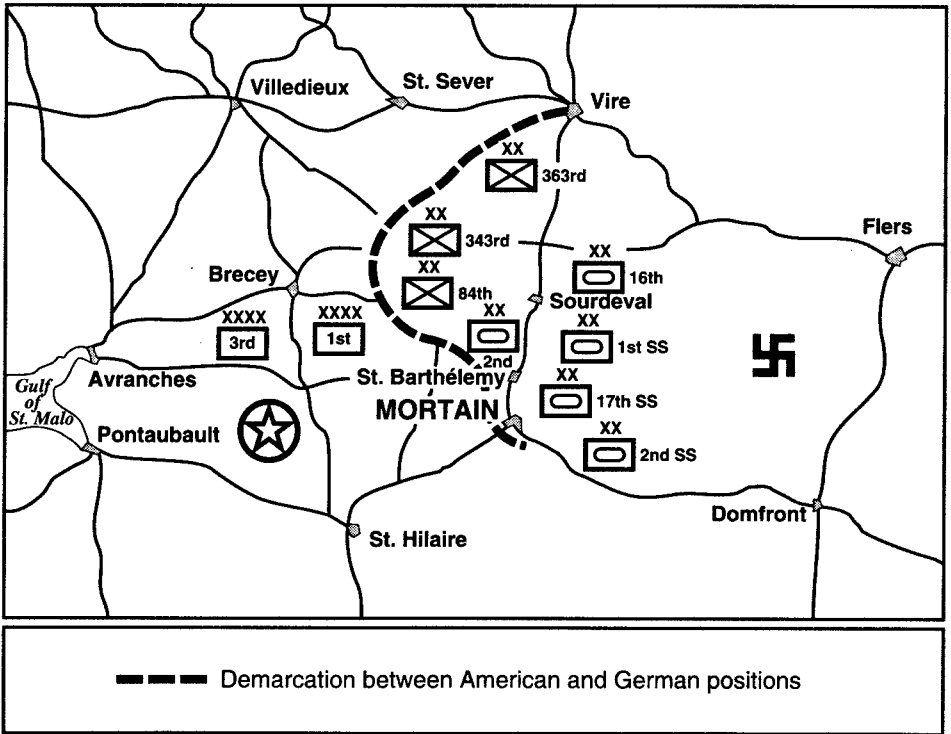 Villedieux
St. Sever
Vire
XX
363rd
XX
343rd
Flers
XX
16th
Brecey
XX
84th
Sourdeval
XXXX
3rd
XXXX
1st
XX
2nd
XX
1st SS
Avranches
St. Barthélemy
XX
17th SS
Gulf
of
St. Malo
MORTAIN
Pontaubault
XX
2nd SS
Domfront
St. Hilaire
Demarcation between American and German positions